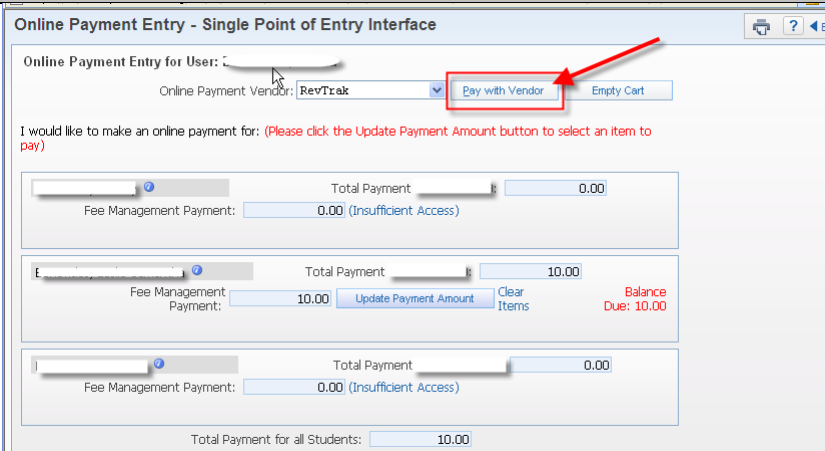 Online Payment Entry - Single Point of Entry Interface
?
Online Payment Entry for User:
Online Payment Vendor: RevTrak Pay with Vendor Empty Cart
I would like to make an online payment for: (Please click the Update Payment Amount button to select an item to
pay)
Total Payment 0.00
Fee Management Payment: 0.00 (Insufficient Access)
Total Payment 10.00
Fee Management
Payment: 10.00 Update Payment Amount Clear
Items Balance
Due: 10.00
Total Payment 0.00
Fee Management Payment: 0.00 (Insufficient Access)
Total Payment for all Students: 10.00